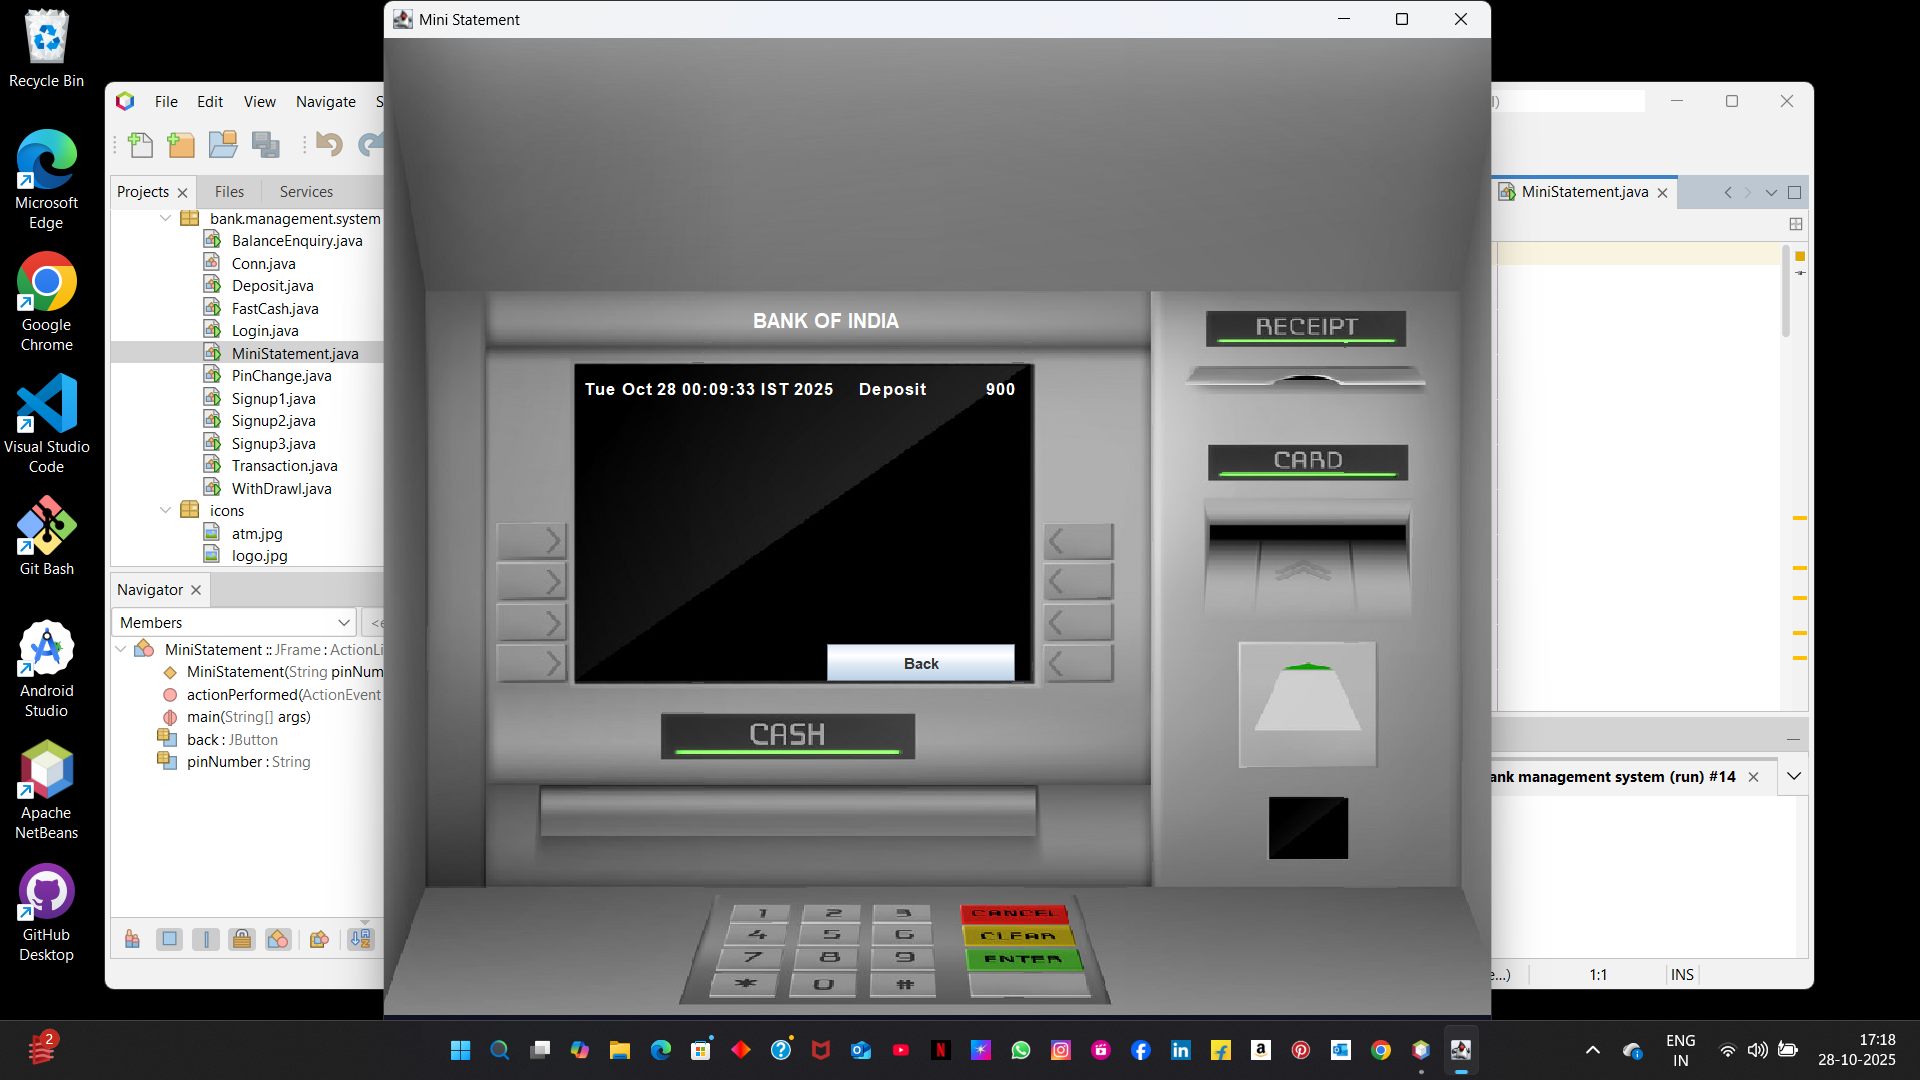 Recycle Bin
Microsoft
Edge
Google
Chrome
Visual Studio
Code
Git Bash
Android
Studio
Apache
NetBeans
GitHub
Desktop
File Edit View Navigate S
Projects Files Services
bank.management.system
BalanceEnquiry.java
Conn.java
Deposit.java
FastCash.java
Login.java
MiniStatement.java
PinChange.java
Signup1.java
Signup2.java
Signup3.java
Transaction.java
WithDrawl.java
icons
atm.jpg
logo.jpg
Navigator
Members <e
MiniStatement :: JFrame : ActionLi
MiniStatement(String pinNum
actionPerformed(ActionEvent
main(String[] args)
back : JButton
pinNumber : String
Mini Statement
BANK OF INDIA
Tue Oct 28 00:09:33 IST 2025 Deposit 900
Back
CASH
RECEIPT
CARD
1 2 3 CANCEL
4 5 6 CLEAR
7 8 9 ENTER
* 0 #
MiniStatement.java
ank management system (run) #14
e...) 1:1 INS
2
ENG
IN
17:18
28-10-2025